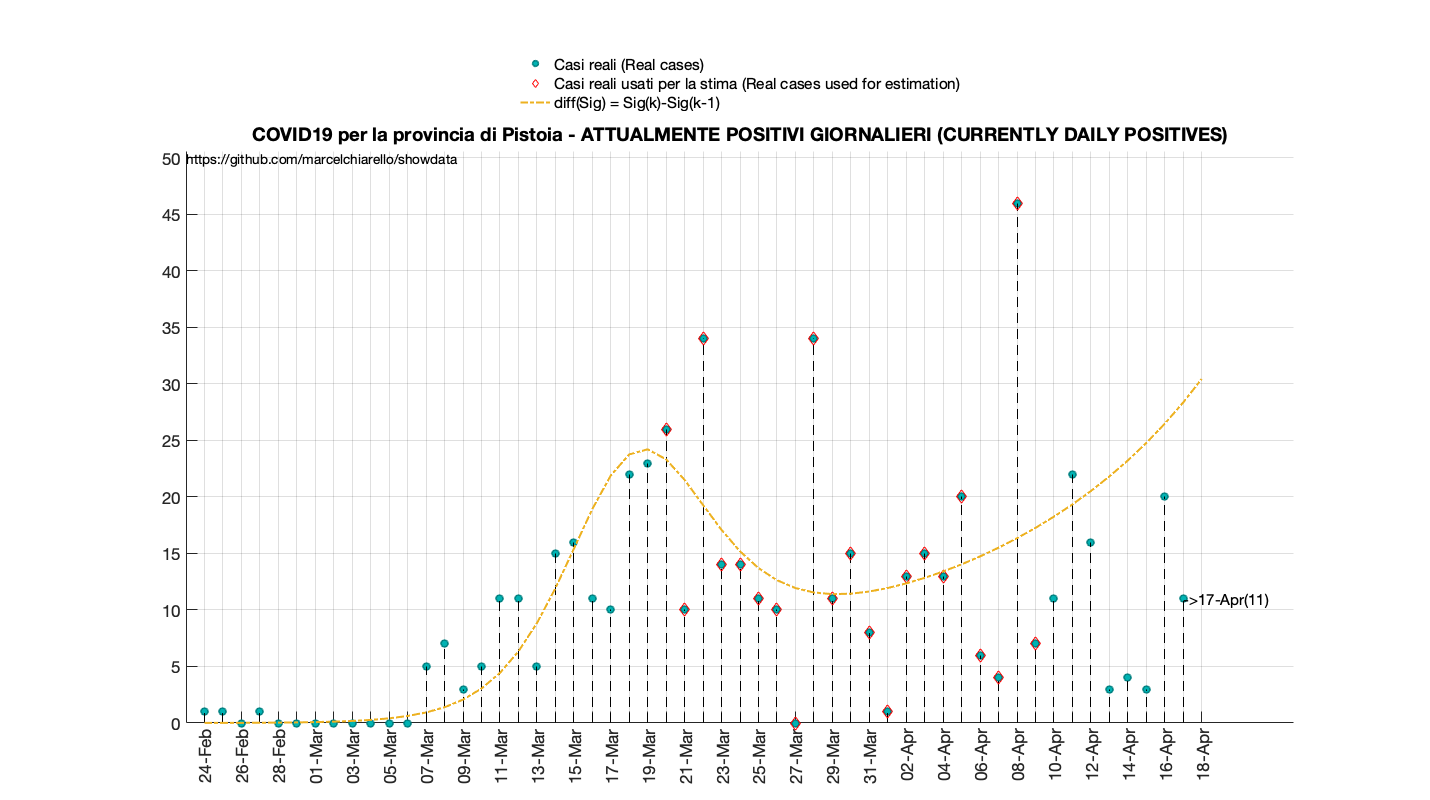 Casi reali (Real cases)
Casi reali usati per la stima (Real cases used for estimation)
diff(Sig) = Sig(k)-Sig(k-1)
COVID19 per la provincia di Pistoia - ATTUALMENTE POSITIVI GIORNALIERI (CURRENTLY DAILY POSITIVES)
https://github.com/marcelchiarello/showdata
50
45
40
35
30
25
20
15
10
5
0
->17-Apr(11)
24-Feb
26-Feb
28-Feb
01-Mar
03-Mar
05-Mar
07-Mar
09-Mar
11-Mar
13-Mar
15-Mar
17-Mar
19-Mar
21-Mar
23-Mar
25-Mar
27-Mar
29-Mar
31-Mar
02-Apr
04-Apr
06-Apr
08-Apr
10-Apr
12-Apr
14-Apr
16-Apr
18-Apr